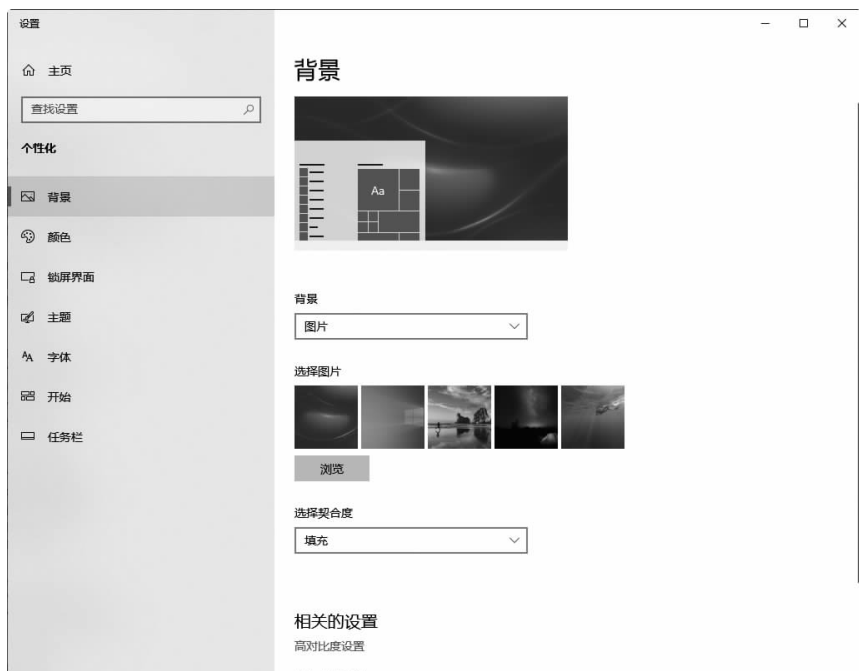 设置
主页
查找设置
个性化
背景
颜色
锁屏界面
主题
字体
开始
任务栏
背景
Aa
背景
图片
选择图片
浏览
选择契合度
填充
相关的设置
高对比度设置